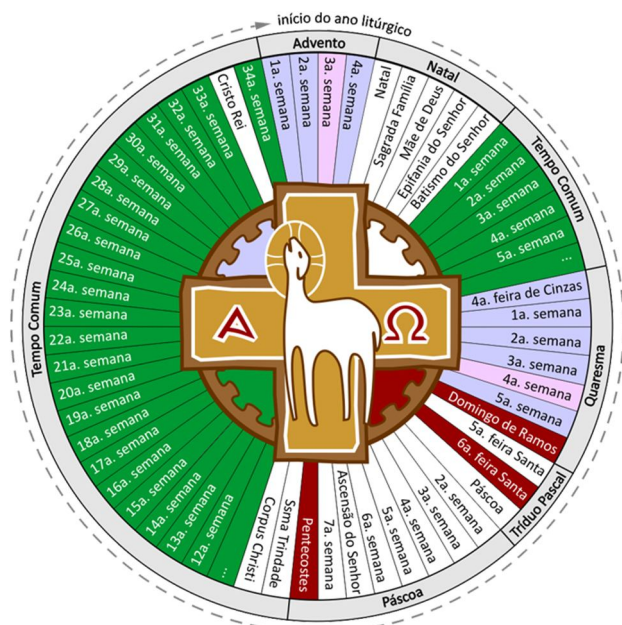 início do ano litúrgico
Advento
1a. semana
2a. semana
3a. semana
4a. semana
Natal
Natal
Sagrada Família
Mãe de Deus
Epifania do Senhor
Batismo do Senhor
Tempo Comum
1a. semana
2a. semana
3a. semana
4a. semana
5a. semana
...
Quaresma
4a. feira de Cinzas
1a. semana
2a. semana
3a. semana
4a. semana
5a. semana
Domingo de Ramos
Tríduo Pascal
5a. feira Santa
6a. feira Santa
Páscoa
Páscoa
2a. semana
3a. semana
4a. semana
5a. semana
6a. semana
Ascensão do Senhor
7a. semana
Pentecostes
Ssma Trindade
Corpus Christi
Tempo Comum
...
12a. semana
13a. semana
14a. semana
15a. semana
16a. semana
17a. semana
18a. semana
19a. semana
20a. semana
21a. semana
22a. semana
23a. semana
24a. semana
25a. semana
26a. semana
27a. semana
28a. semana
29a. semana
30a. semana
31a. semana
32a. semana
33a. semana
Cristo Rei
34a. semana
Α
Ω